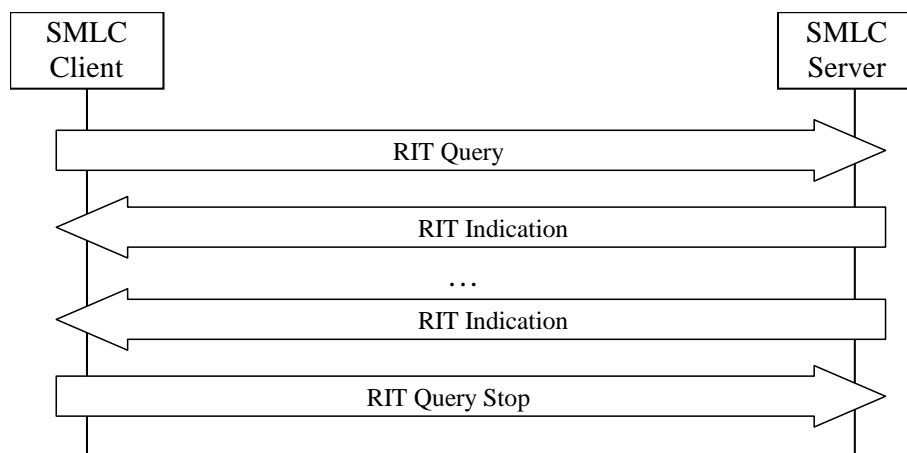 SMLC
Client
SMLC
Server
RIT Query
RIT Indication
...
RIT Indication
RIT Query Stop